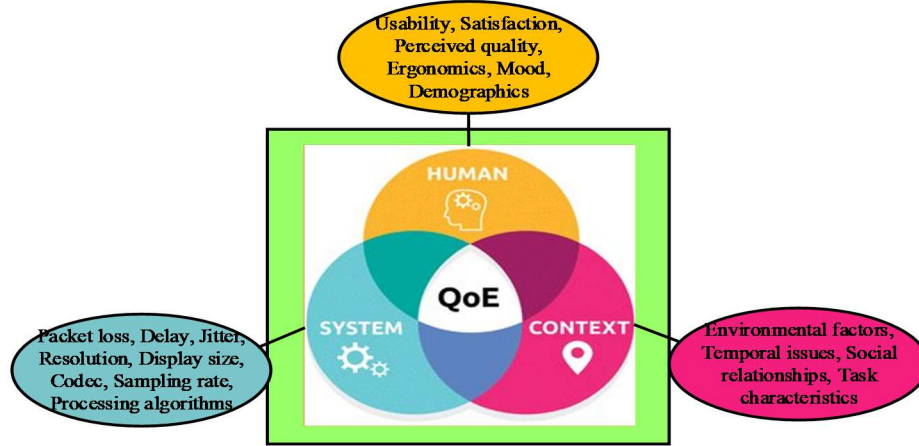 Usability, Satisfaction,
Perceived quality,
Ergonomics, Mood,
Demographics
HUMAN
QoE
SYSTEM
CONTEXT
Packet loss, Delay, Jitter,
Resolution, Display size,
Codec, Sampling rate,
Processing algorithms
Environmental factors,
Temporal issues, Social
relationships, Task
characteristics